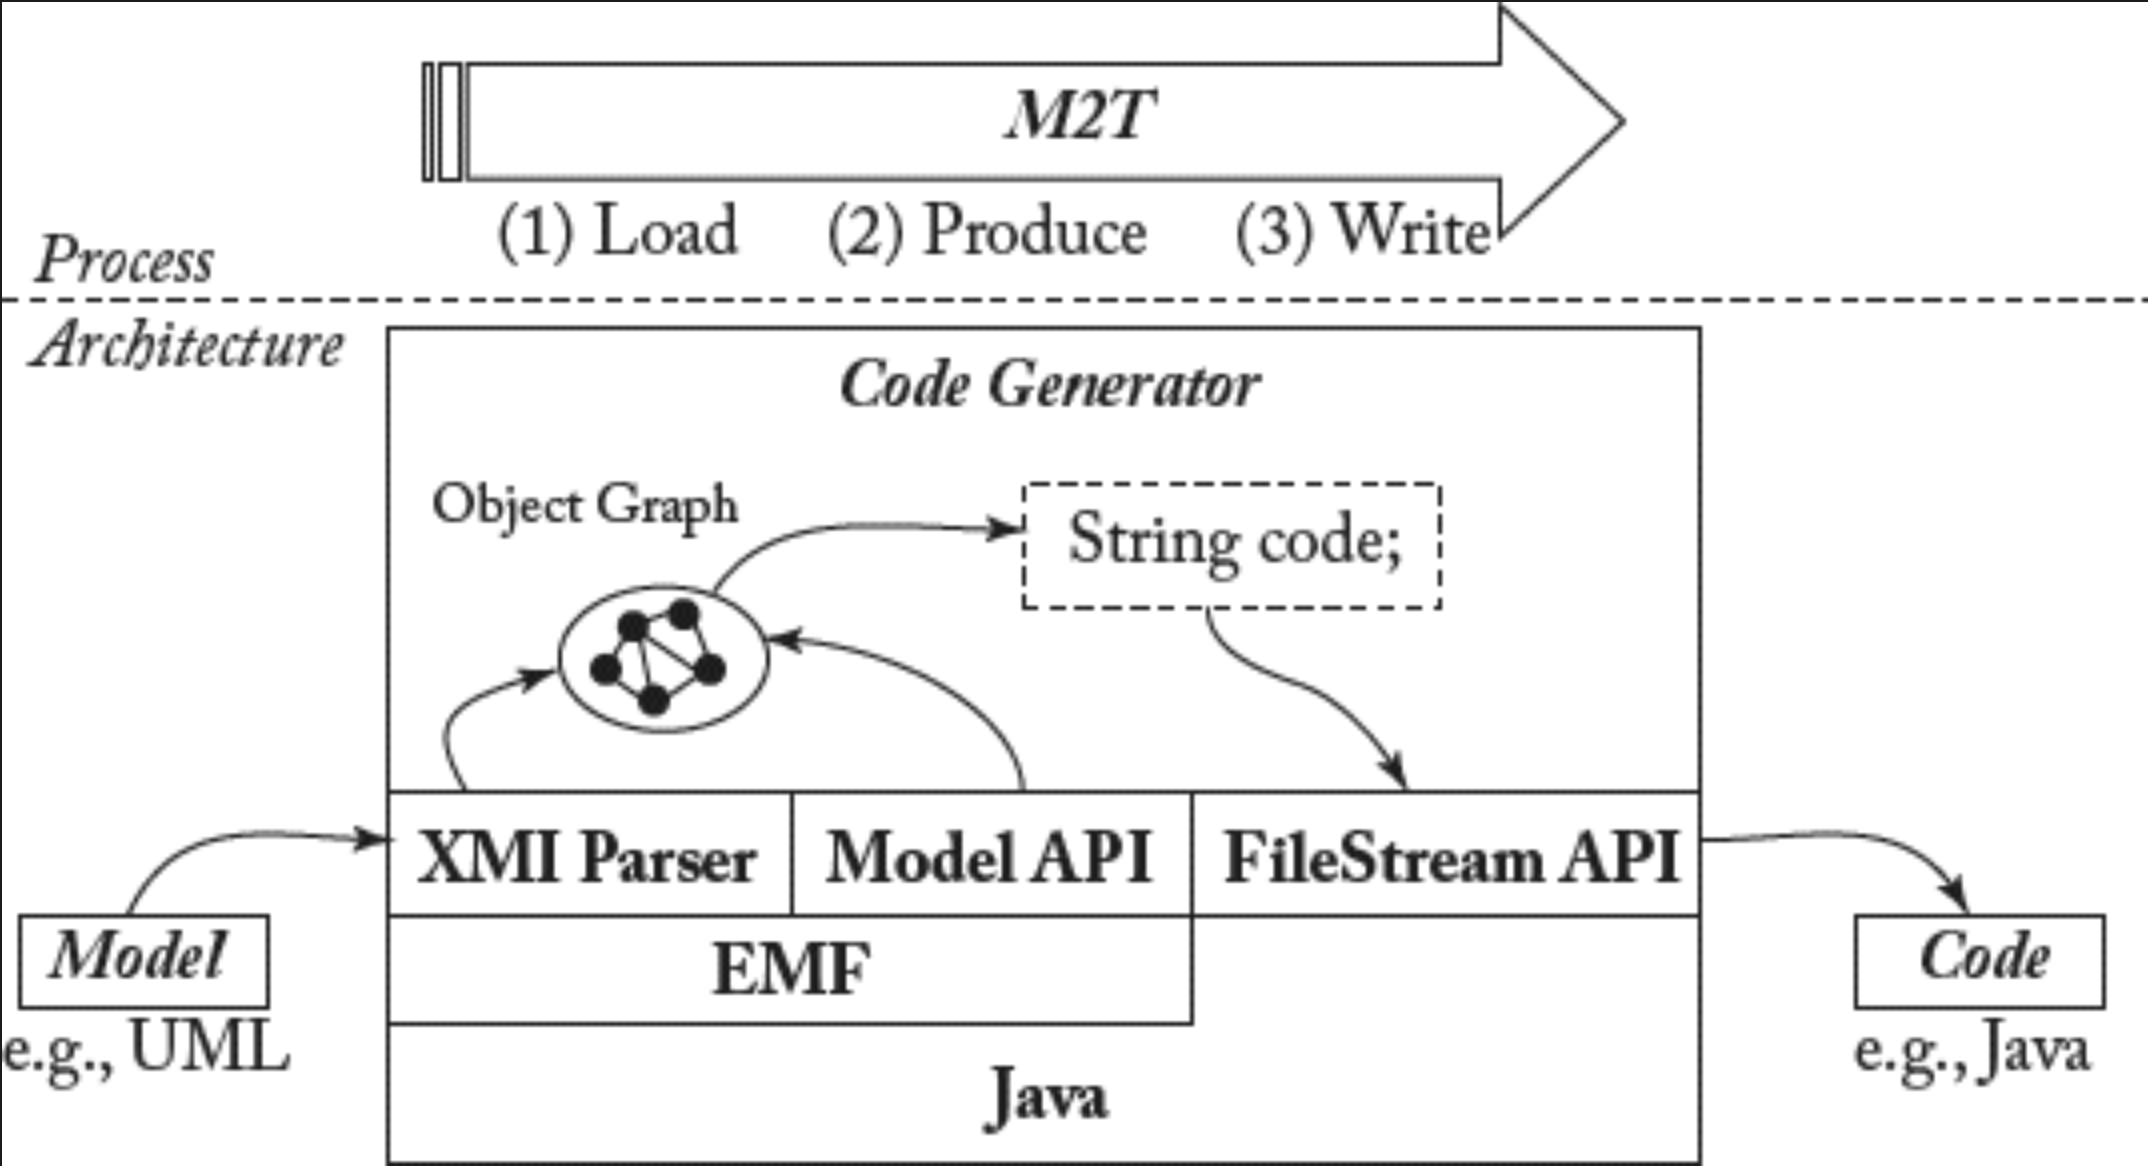 M2T
(1) Load (2) Produce (3) Write
Process
Architecture
Code Generator
Object Graph
String code;
XMI Parser Model API FileStream API
Model
EMF
Code
e.g., UML
e.g., Java
Java